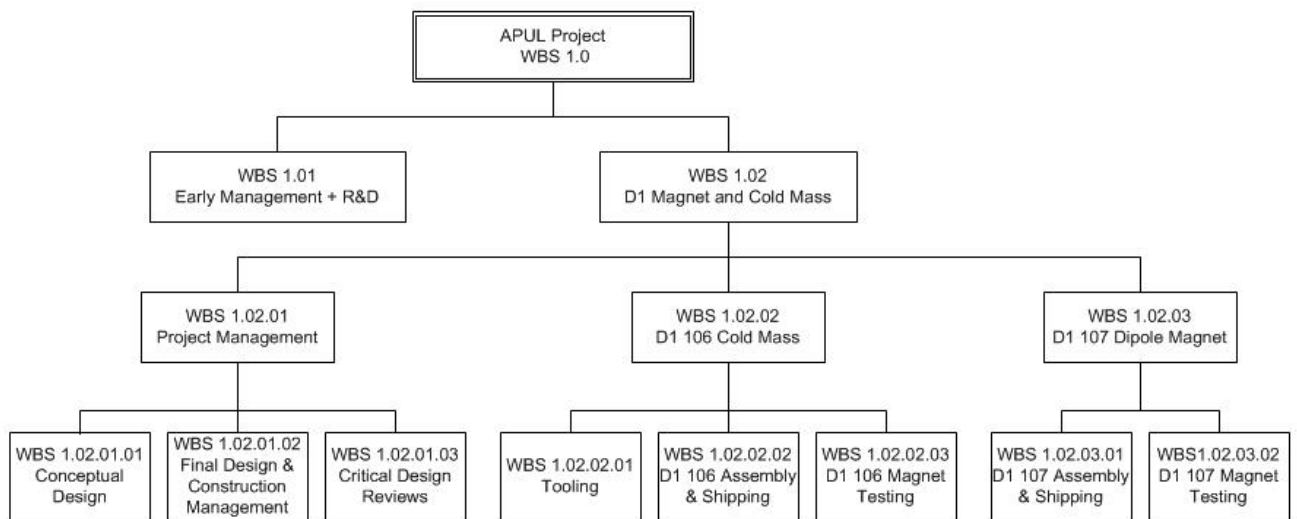 APUL Project
WBS 1.0
WBS 1.01
Early Management + R&D
WBS 1.02
D1 Magnet and Cold Mass
WBS 1.02.01
Project Management
WBS 1.02.02
D1 106 Cold Mass
WBS 1.02.03
D1 107 Dipole Magnet
WBS 1.02.01.01
Conceptual
Design
WBS 1.02.01.02
Final Design &
Construction
Management
WBS 1.02.01.03
Critical Design
Reviews
WBS 1.02.02.01
Tooling
WBS 1.02.02.02
D1 106 Assembly
& Shipping
WBS 1.02.02.03
D1 106 Magnet
Testing
WBS 1.02.03.01
D1 107 Assembly
& Shipping
WBS1.02.03.02
D1 107 Magnet
Testing